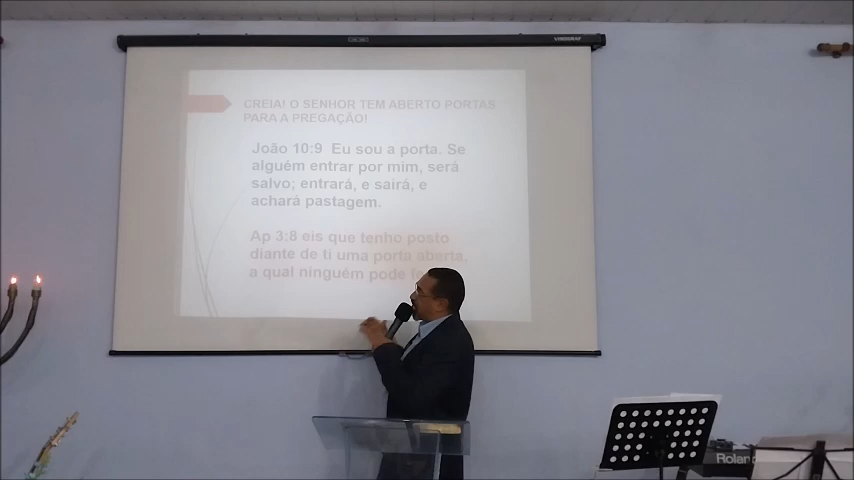 CREIA! O SENHOR TEM ABERTO PORTAS
PARA A PREGAÇÃO!
João 10:9 Eu sou a porta. Se
alguém entrar por mim, será
salvo; entrará, e sairá, e
achará pastagem.
Ap 3:8 eis que tenho posto
diante de ti uma porta aberta,
a qual ninguém pode
Roland